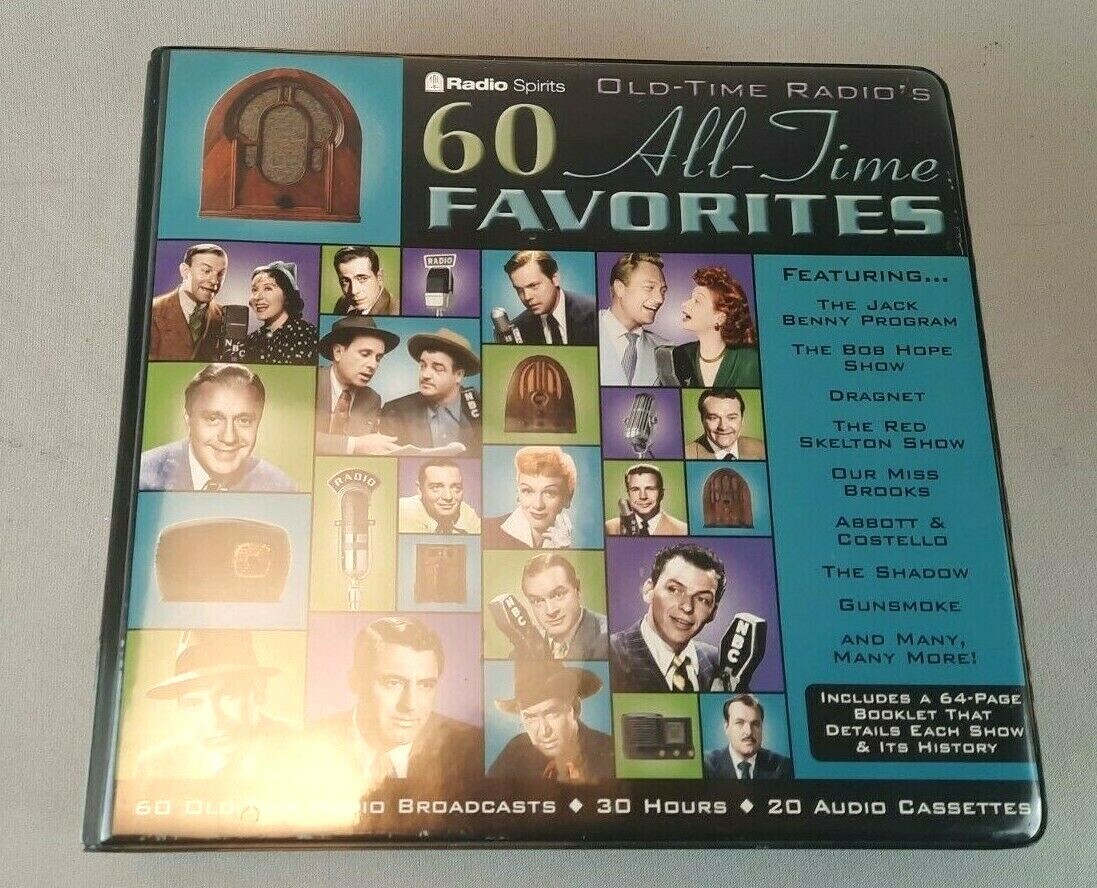 Radio Spirits
OLD-TIME RADIO'S
60 All-Time
FAVORITES
RADIO
NBC
NBC
RADIO
NBC
NBC
FEATURING...
THE JACK
BENNY PROGRAM
THE BOB HOPE
SHOW
DRAGNET
THE RED
SKELTON SHOW
OUR MISS
BROOKS
ABBOTT &
COSTELLO
THE SHADOW
GUNSMOKE
AND MANY,
MANY MORE!
INCLUDES A 64-PAGE
BOOKLET THAT
DETAILS EACH SHOW
& ITS HISTORY
60 OLD-TIME RADIO BROADCASTS ◆ 30 HOURS ◆ 20 AUDIO CASSETTES